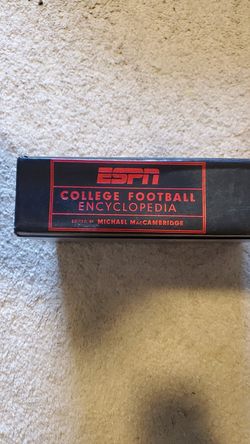 ESPN
COLLEGE FOOTBALL
ENCYCLOPEDIA
EDITED BY MICHAEL MACCAMBRIDGE